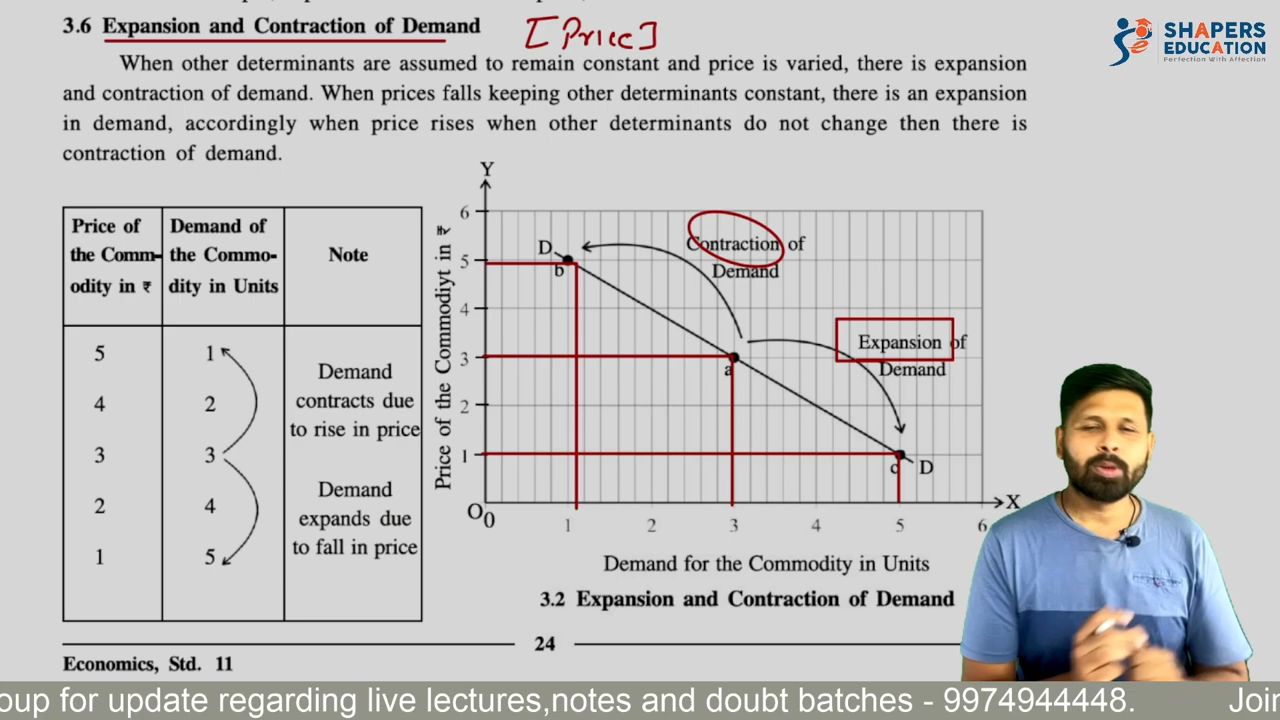 3.6 Expansion and Contraction of Demand [Price]
SHAPERS
EDUCATION
Perfection With Affection
When other determinants are assumed to remain constant and price is varied, there is expansion
and contraction of demand. When prices falls keeping other determinants constant, there is an expansion
in demand, accordingly when price rises when other determinants do not change then there is
contraction of demand.
Price of the Comm-odity in ₹ Demand of the Commo-dity in Units Note
5 1
4 2
3 3
2 4
1 5
Demand
contracts due
to rise in price
Demand
expands due
to fall in price
Y
Price of the Commodiyt in ₹
6
5
4
3
2
1
O
0 1 2 3 4 5 6 X
D
b
Contraction of
Demand
a
Expansion of
Demand
c D
Demand for the Commodity in Units
3.2 Expansion and Contraction of Demand
24
Economics, Std. 11
oup for update regarding live lectures,notes and doubt batches - 9974944448. Join